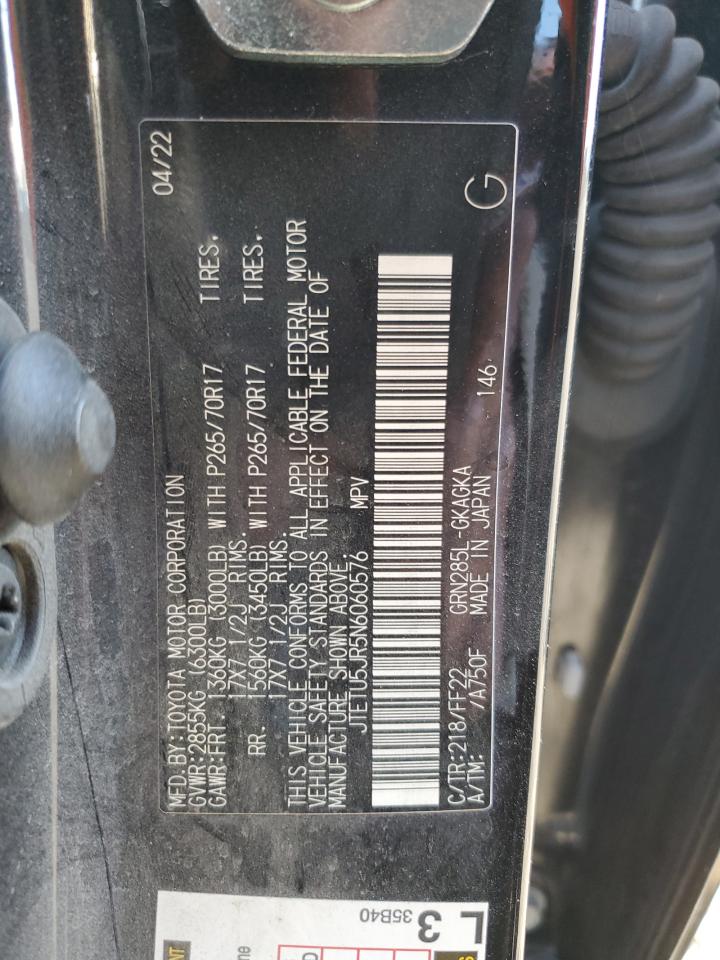 MFD.BY:TOYOTA MOTOR CORPORATION 04/22
GVWR:2855KG (6300LB)
GAWR:FRT. 1360KG (3000LB) WITH P265/70R17 TIRES.
17X7 1/2J RIMS.
RR. 1560KG (3450LB) WITH P265/70R17 TIRES.
17X7 1/2J RIMS.
THIS VEHICLE CONFORMS TO ALL APPLICABLE FEDERAL MOTOR
VEHICLE SAFETY STANDARDS IN EFFECT ON THE DATE OF
MANUFACTURE SHOWN ABOVE.
JTETU5JR5N6060576 MPV
C/TR:218/FF22 GRN285L-GKAGKA
A/TM: /A750F MADE IN JAPAN 146 G
L
3
35B40